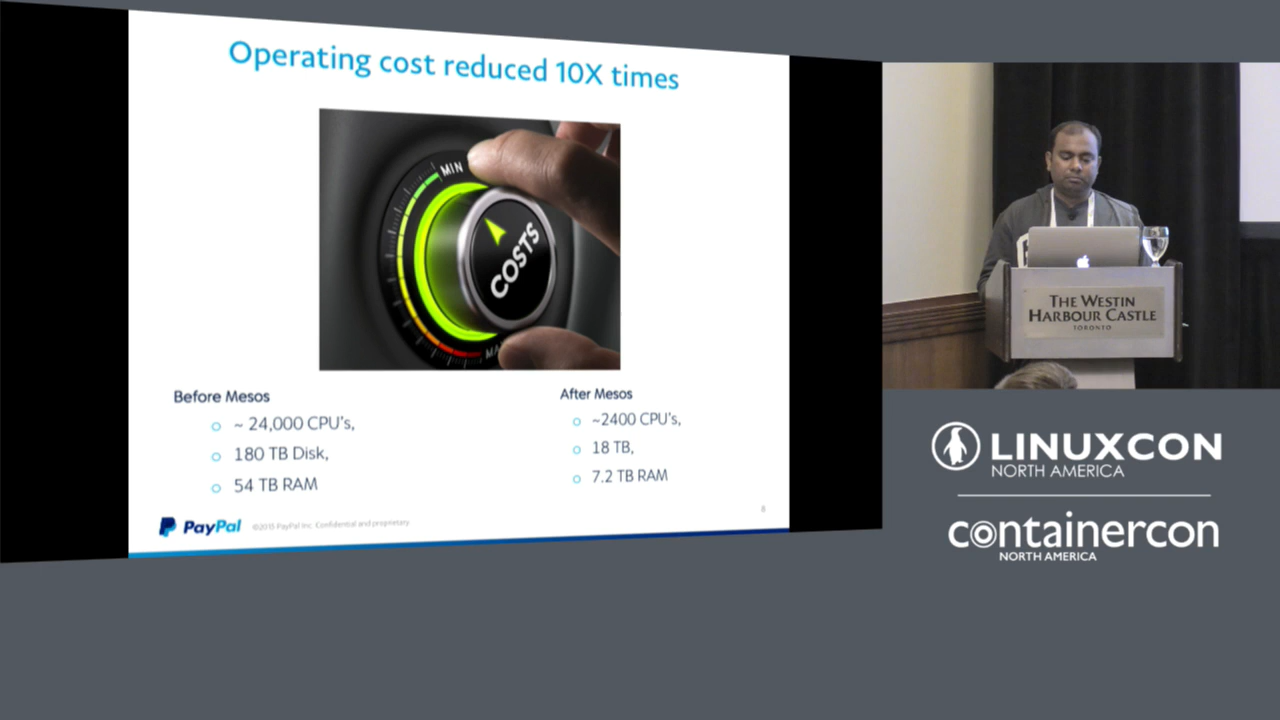 Operating cost reduced 10X times
MIN
COSTS
MA
Before Mesos
~ 24,000 CPU's,
180 TB Disk,
54 TB RAM
After Mesos
~2400 CPU's,
18 TB,
7.2 TB RAM
PayPal
©2015 PayPal Inc. Confidential and proprietary
8
THE WESTIN
HARBOUR CASTLE
TORONTO
LINUXCON
NORTH AMERICA
containercon
NORTH AMERICA